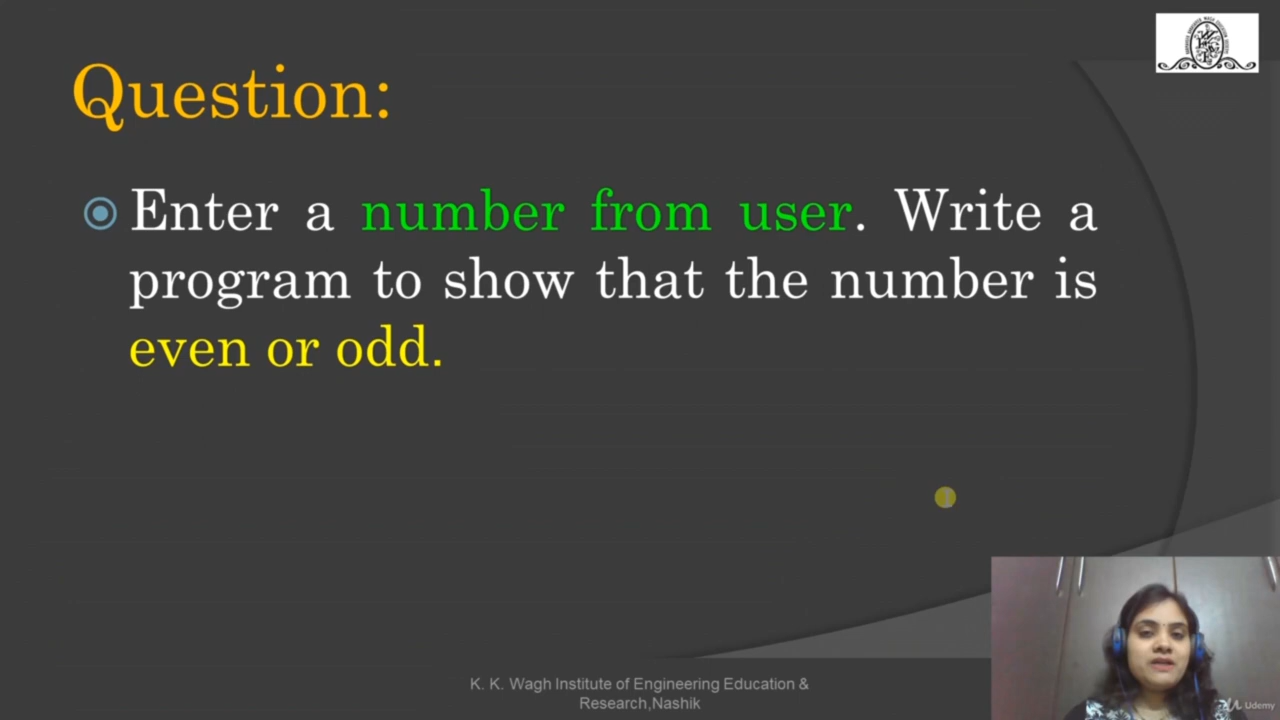 Question:
Enter a number from user. Write a
program to show that the number is
even or odd.
K. K. Wagh Institute of Engineering Education &
Research,Nashik
Udemy